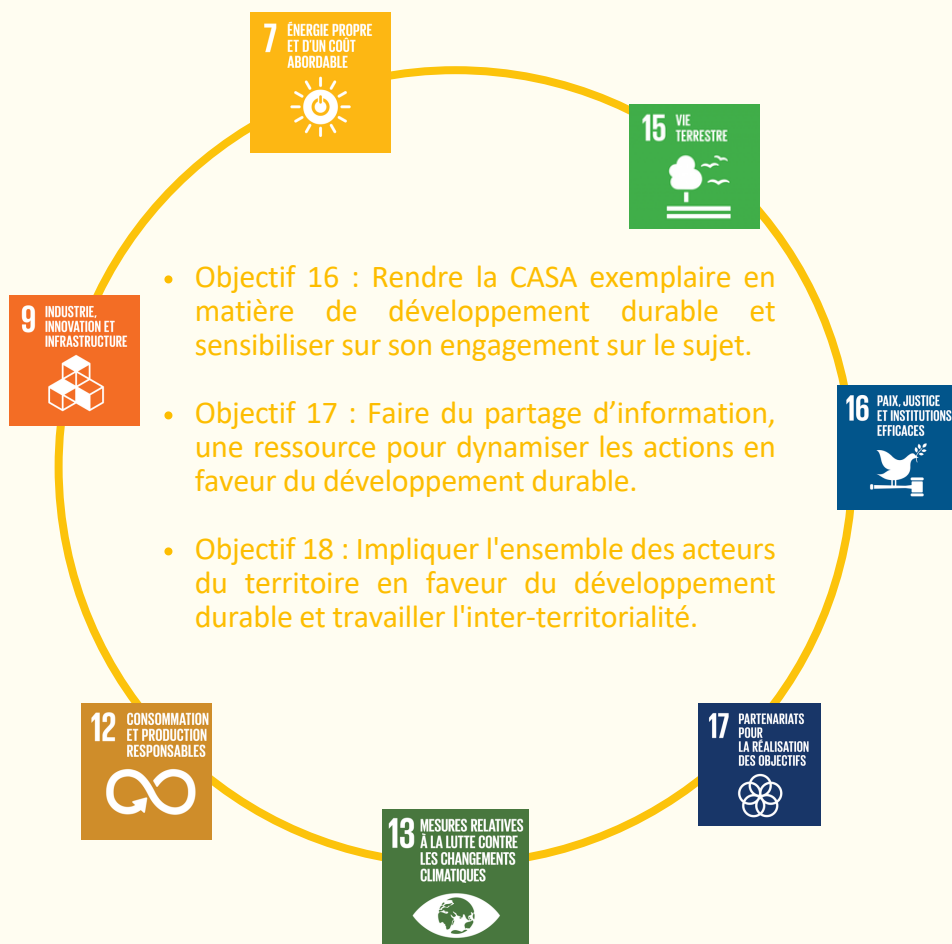 7 ÉNERGIE PROPRE
ET D'UN COÛT
ABORDABLE
15 VIE
TERRESTRE
• Objectif 16 : Rendre la CASA exemplaire en
matière de développement durable et
sensibiliser sur son engagement sur le sujet.
9 INDUSTRIE,
INNOVATION ET
INFRASTRUCTURE
• Objectif 17 : Faire du partage d’information,
une ressource pour dynamiser les actions en
faveur du développement durable.
16 PAIX, JUSTICE
ET INSTITUTIONS
EFFICACES
• Objectif 18 : Impliquer l'ensemble des acteurs
du territoire en faveur du développement
durable et travailler l'inter-territorialité.
12 CONSOMMATION
ET PRODUCTION
RESPONSABLES
17 PARTENARIATS
POUR
LA RÉALISATION
DES OBJECTIFS
13 MESURES RELATIVES
À LA LUTTE CONTRE
LES CHANGEMENTS
CLIMATIQUES